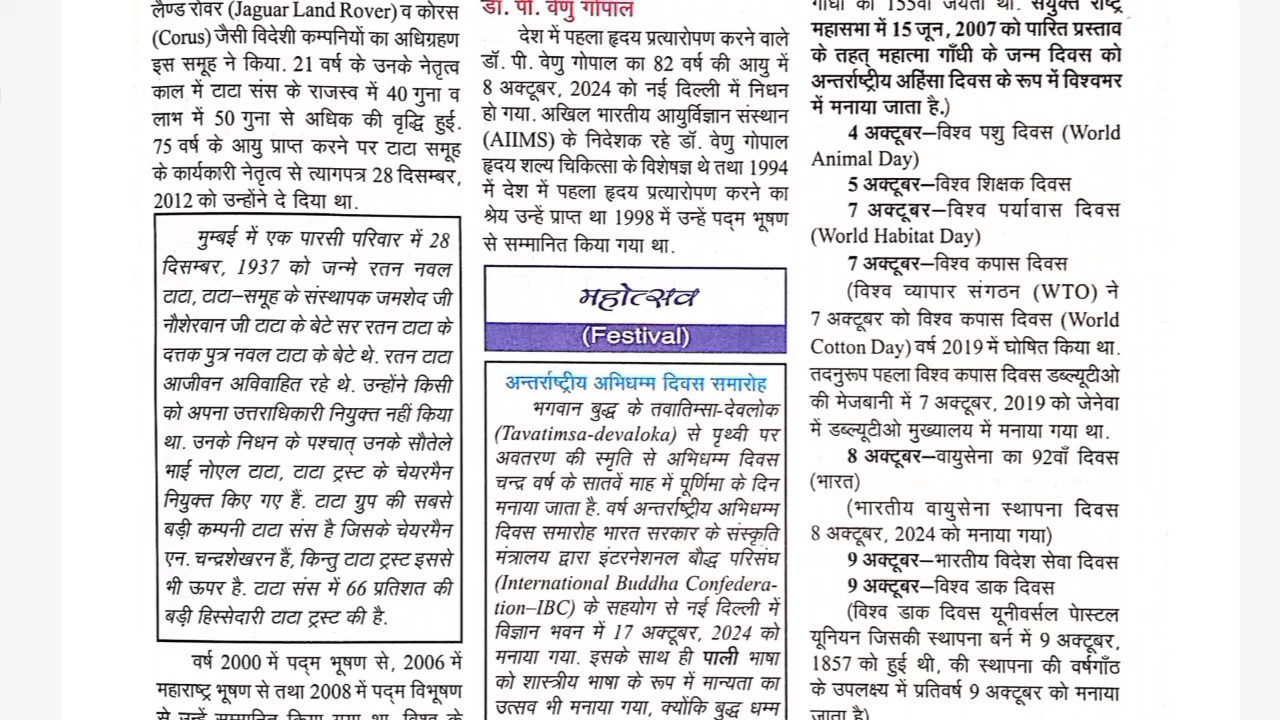 लैण्ड रोवर (Jaguar Land Rover) व कोरस
(Corus) जैसी विदेशी कम्पनियों का अधिग्रहण
इस समूह ने किया. 21 वर्ष के उनके नेतृत्व
काल में टाटा संस के राजस्व में 40 गुना व
लाभ में 50 गुना से अधिक की वृद्धि हुई.
75 वर्ष के आयु प्राप्त करने पर टाटा समूह
के कार्यकारी नेतृत्व से त्यागपत्र 28 दिसम्बर,
2012 को उन्होंने दे दिया था.
मुम्बई में एक पारसी परिवार में 28
दिसम्बर, 1937 को जन्मे रतन नवल
टाटा, टाटा–समूह के संस्थापक जमशेद जी
नौशेरवान जी टाटा के बेटे सर रतन टाटा के
दत्तक पुत्र नवल टाटा के बेटे थे. रतन टाटा
आजीवन अविवाहित रहे थे. उन्होंने किसी
को अपना उत्तराधिकारी नियुक्त नहीं किया
था. उनके निधन के पश्चात् उनके सौतेले
भाई नोएल टाटा, टाटा ट्रस्ट के चेयरमैन
नियुक्त किए गए हैं. टाटा ग्रुप की सबसे
बड़ी कम्पनी टाटा संस है जिसके चेयरमैन
एन. चन्द्रशेखरन हैं, किन्तु टाटा ट्रस्ट इससे
भी ऊपर है. टाटा संस में 66 प्रतिशत की
बड़ी हिस्सेदारी टाटा ट्रस्ट की है.
वर्ष 2000 में पद्म भूषण से, 2006 में
महाराष्ट्र भूषण से तथा 2008 में पद्म विभूषण
से उन्हें सम्मानित किया गया था. विश्व के
डॉ. पी. वेणु गोपाल
देश में पहला हृदय प्रत्यारोपण करने वाले
डॉ. पी. वेणु गोपाल का 82 वर्ष की आयु में
8 अक्टूबर, 2024 को नई दिल्ली में निधन
हो गया. अखिल भारतीय आयुर्विज्ञान संस्थान
(AIIMS) के निदेशक रहे डॉ. वेणु गोपाल
हृदय शल्य चिकित्सा के विशेषज्ञ थे तथा 1994
में देश में पहला हृदय प्रत्यारोपण करने का
श्रेय उन्हें प्राप्त था 1998 में उन्हें पद्म भूषण
से सम्मानित किया गया था.
महोत्सव
(Festival)
अन्तर्राष्ट्रीय अभिधम्म दिवस समारोह
भगवान बुद्ध के तवातिम्सा-देवलोक
(Tavatimsa-devaloka) से पृथ्वी पर
अवतरण की स्मृति से अभिधम्म दिवस
चन्द्र वर्ष के सातवें माह में पूर्णिमा के दिन
मनाया जाता है. वर्ष अन्तर्राष्ट्रीय अभिधम्म
दिवस समारोह भारत सरकार के संस्कृति
मंत्रालय द्वारा इंटरनेशनल बौद्ध परिसंघ
(International Buddha Confedera-
tion–IBC) के सहयोग से नई दिल्ली में
विज्ञान भवन में 17 अक्टूबर, 2024 को
मनाया गया. इसके साथ ही पाली भाषा
को शास्त्रीय भाषा के रूप में मान्यता का
उत्सव भी मनाया गया, क्योंकि बुद्ध धम्म
गाँधी की 155वीं जयंती थी. संयुक्त राष्ट्र
महासभा में 15 जून, 2007 को पारित प्रस्ताव
के तहत् महात्मा गाँधी के जन्म दिवस को
अन्तर्राष्ट्रीय अहिंसा दिवस के रूप में विश्वभर
में मनाया जाता है.)
4 अक्टूबर–विश्व पशु दिवस (World
Animal Day)
5 अक्टूबर–विश्व शिक्षक दिवस
7 अक्टूबर–विश्व पर्यावास दिवस
(World Habitat Day)
7 अक्टूबर–विश्व कपास दिवस
(विश्व व्यापार संगठन (WTO) ने
7 अक्टूबर को विश्व कपास दिवस (World
Cotton Day) वर्ष 2019 में घोषित किया था.
तदनुरूप पहला विश्व कपास दिवस डब्ल्यूटीओ
की मेजबानी में 7 अक्टूबर, 2019 को जेनेवा
में डब्ल्यूटीओ मुख्यालय में मनाया गया था.
8 अक्टूबर–वायुसेना का 92वाँ दिवस
(भारत)
(भारतीय वायुसेना स्थापना दिवस
8 अक्टूबर, 2024 को मनाया गया)
9 अक्टूबर–भारतीय विदेश सेवा दिवस
9 अक्टूबर–विश्व डाक दिवस
(विश्व डाक दिवस यूनीवर्सल पोस्टल
यूनियन जिसकी स्थापना बर्न में 9 अक्टूबर,
1857 को हुई थी, की स्थापना की वर्षगाँठ
के उपलक्ष्य में प्रतिवर्ष 9 अक्टूबर को मनाया
जाता है)